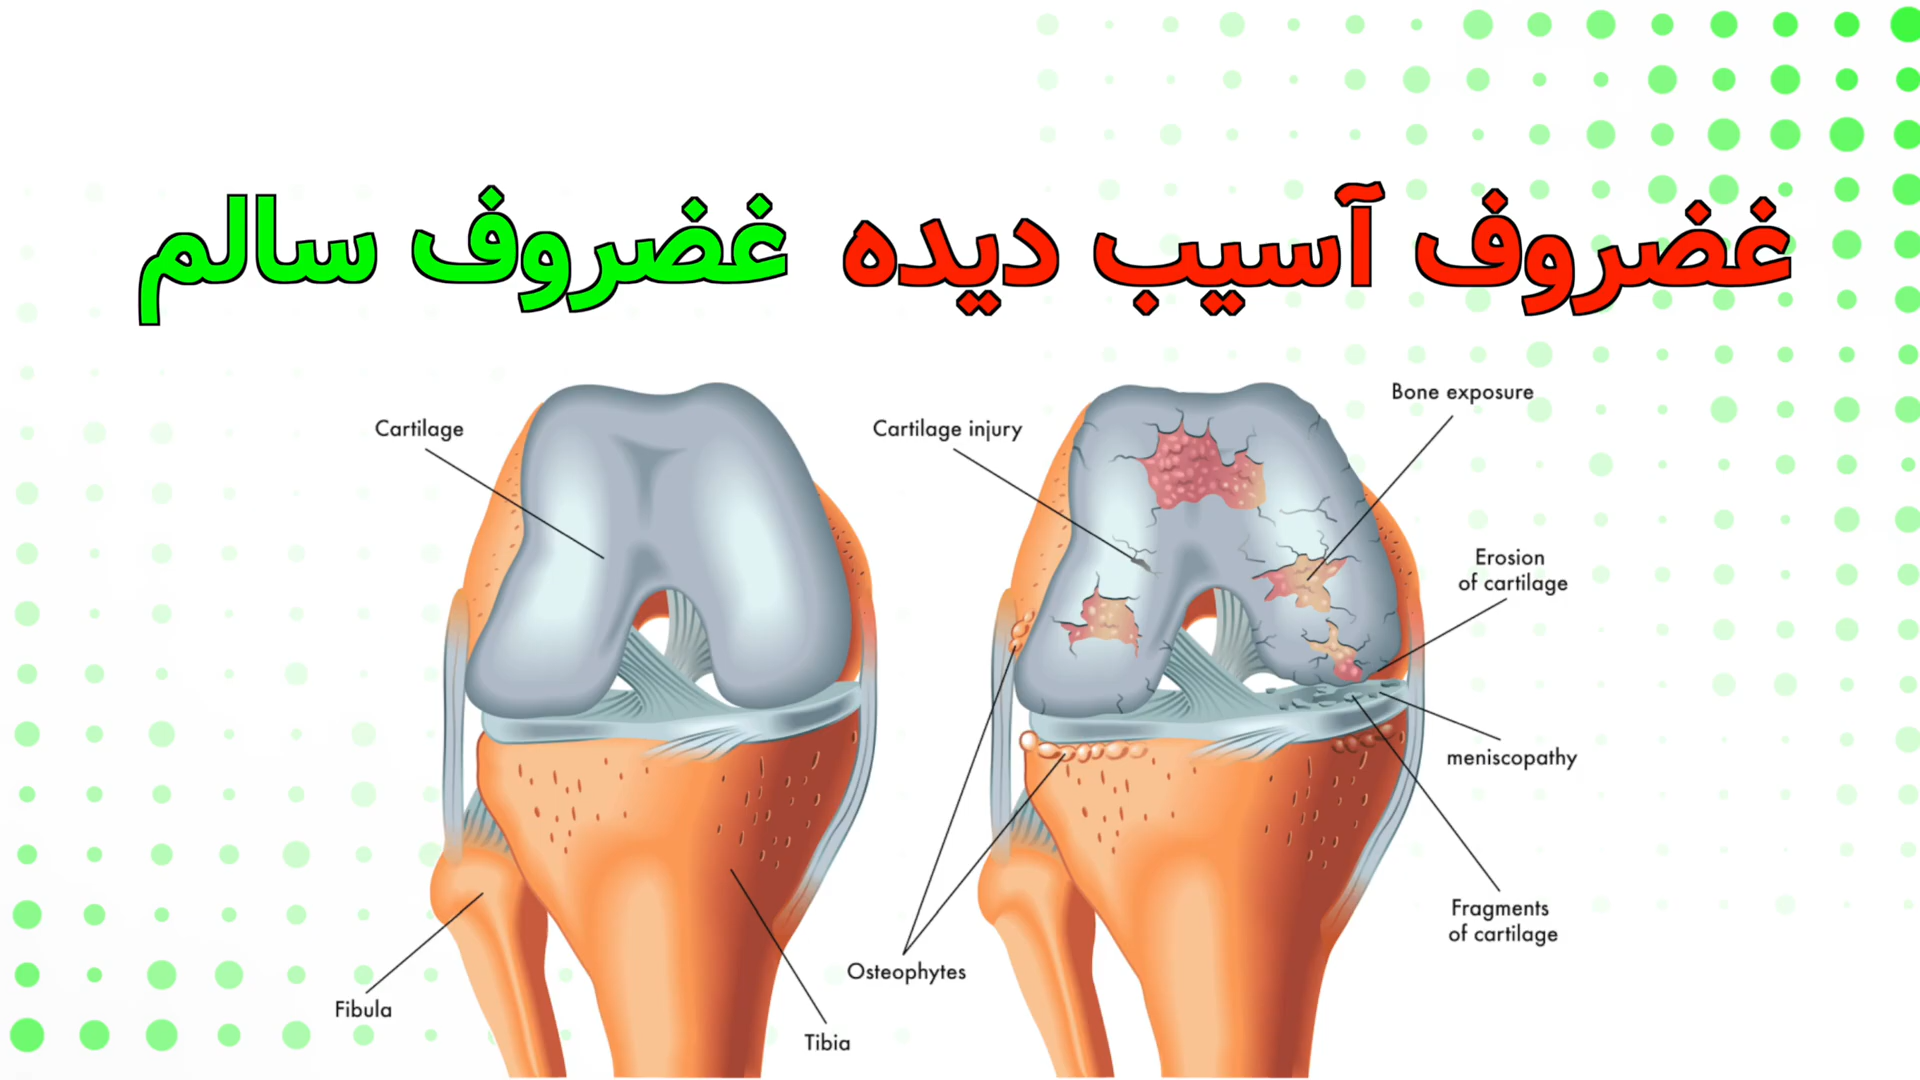 غضروف آسیب دیده
غضروف سالم
Cartilage
Fibula
Tibia
Cartilage injury
Bone exposure
Erosion
of cartilage
meniscopathy
Fragments
of cartilage
Osteophytes